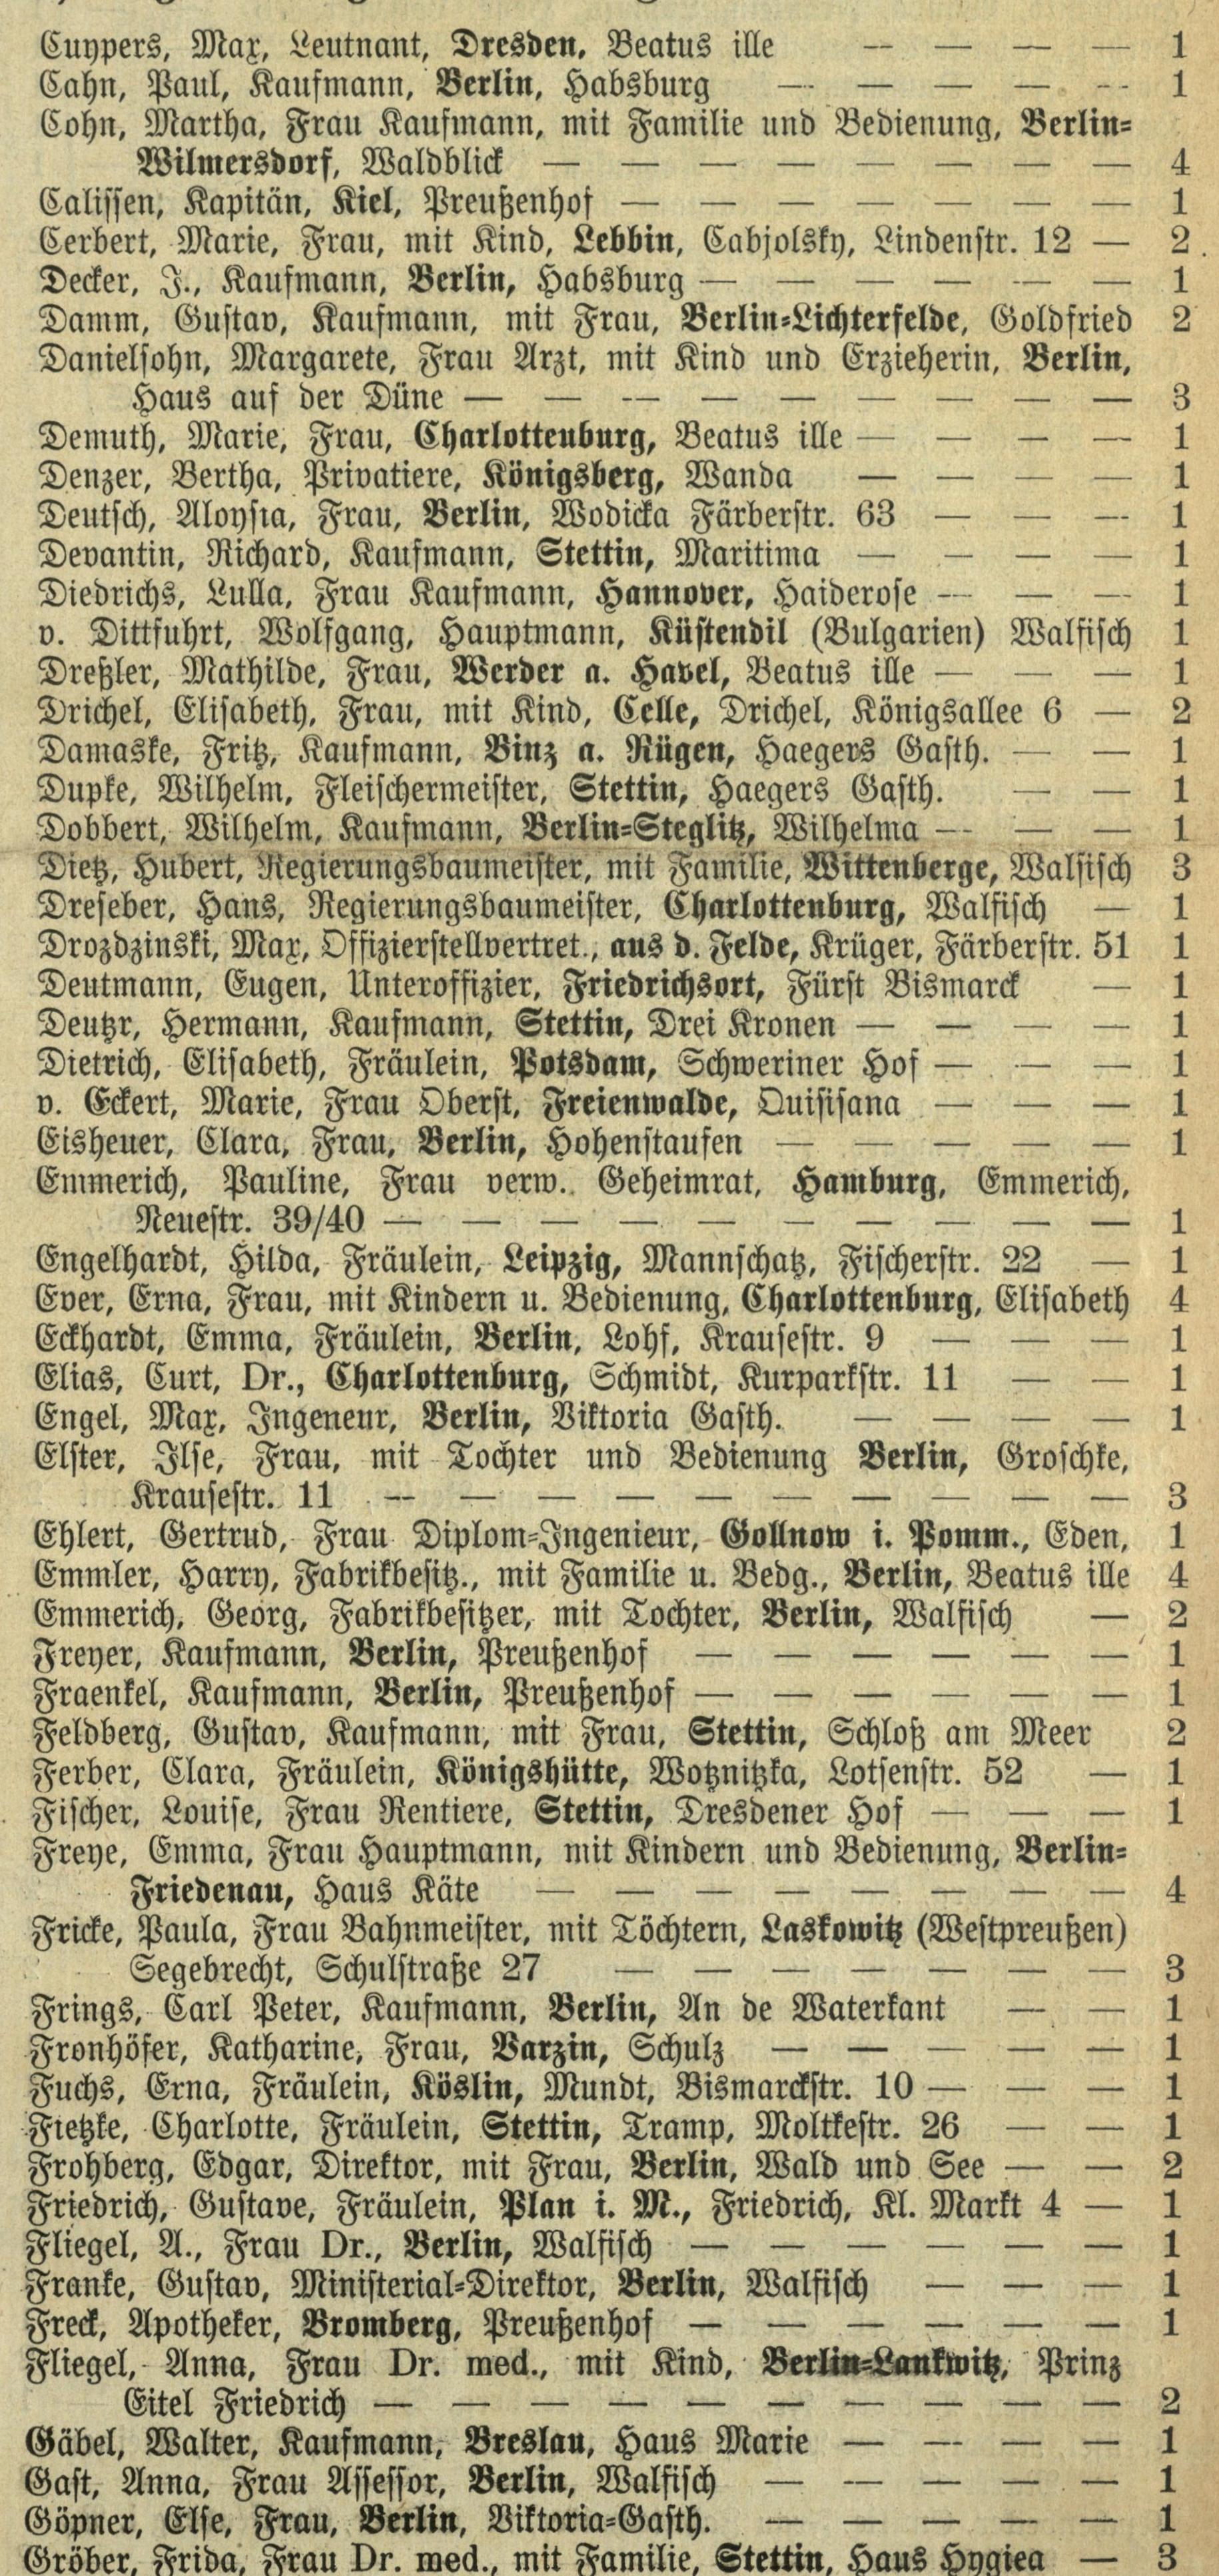 Cuypers, Max, Leutnant, Dresden, Beatus ille — — — — 1
Cahn, Paul, Kaufmann, Berlin, Habsburg — — — — — 1
Cohn, Martha, Frau Kaufmann, mit Familie und Bedienung, Berlin-
Wilmersdorf, Waldblick — — — — — — — — 4
Calissen, Kapitän, Kiel, Preußenhof — — — — — — — 1
Cerbert, Marie, Frau, mit Kind, Lebbin, Cabjolsky, Lindenstr. 12 — 2
Decker, J., Kaufmann, Berlin, Habsburg — — — — — — 1
Damm, Gustav, Kaufmann, mit Frau, Berlin-Lichterfelde, Goldfried 2
Danielsohn, Margarete, Frau Arzt, mit Kind und Erzieherin, Berlin,
Haus auf der Düne — — — — — — — — — 3
Demuth, Marie, Frau, Charlottenburg, Beatus ille — — — — 1
Denzer, Bertha, Privatiere, Königsberg, Wanda — — — — 1
Deutsch, Aloysia, Frau, Berlin, Wodicka Färberstr. 63 — — — 1
Devantin, Richard, Kaufmann, Stettin, Maritima — — — — 1
Diedrichs, Lulla, Frau Kaufmann, Hannover, Haiderose — — — 1
v. Dittfuhrt, Wolfgang, Hauptmann, Küstendil (Bulgarien) Walfisch 1
Dreßler, Mathilde, Frau, Werder a. Havel, Beatus ille — — — 1
Drichel, Elisabeth, Frau, mit Kind, Celle, Drichel, Königsallee 6 — 2
Damaske, Fritz, Kaufmann, Binz a. Rügen, Haegers Gasth. — — 1
Dupke, Wilhelm, Fleischermeister, Stettin, Haegers Gasth. — — 1
Dobbert, Wilhelm, Kaufmann, Berlin-Steglitz, Wilhelma — — — 1
Dietz, Hubert, Regierungsbaumeister, mit Familie, Wittenberge, Walfisch 3
Dreseber, Hans, Regierungsbaumeister, Charlottenburg, Walfisch — 1
Drozdzinski, Max, Offizierstellvertret., aus d. Felde, Krüger, Färberstr. 51 1
Deutmann, Eugen, Unteroffizier, Friedrichsort, Fürst Bismarck — 1
Deutzr, Hermann, Kaufmann, Stettin, Drei Kronen — — — — 1
Dietrich, Elisabeth, Fräulein, Potsdam, Schweriner Hof — — — 1
v. Eckert, Marie, Frau Oberst, Freienwalde, Quisisana — — — 1
Eisheuer, Clara, Frau, Berlin, Hohenstaufen — — — — — 1
Emmerich, Pauline, Frau verw. Geheimrat, Hamburg, Emmerich,
Neuestr. 39/40 — — — — — — — — — — 1
Engelhardt, Hilda, Fräulein, Leipzig, Mannschatz, Fischerstr. 22 — 1
Ever, Erna, Frau, mit Kindern u. Bedienung, Charlottenburg, Elisabeth 4
Eckhardt, Emma, Fräulein, Berlin, Lohf, Krausestr. 9 — — — 1
Elias, Curt, Dr., Charlottenburg, Schmidt, Kurparkstr. 11 — — 1
Engel, Max, Ingeneur, Berlin, Viktoria Gasth. — — — — 1
Elster, Ilse, Frau, mit Tochter und Bedienung Berlin, Groschke,
Krausestr. 11 — — — — — — — — — — 3
Ehlert, Gertrud, Frau Diplom-Ingenieur, Gollnow i. Pomm., Eden, 1
Emmler, Harry, Fabrikbesitz., mit Familie u. Bedg., Berlin, Beatus ille 4
Emmerich, Georg, Fabrikbesitzer, mit Tochter, Berlin, Walfisch — 2
Freyer, Kaufmann, Berlin, Preußenhof — — — — — — 1
Fraenkel, Kaufmann, Berlin, Preußenhof — — — — — — 1
Feldberg, Gustav, Kaufmann, mit Frau, Stettin, Schloß am Meer 2
Ferber, Clara, Fräulein, Königshütte, Wotznitzka, Lotsenstr. 52 — 1
Fischer, Louise, Frau Rentiere, Stettin, Dresdener Hof — — — 1
Freye, Emma, Frau Hauptmann, mit Kindern und Bedienung, Berlin-
Friedenau, Haus Käte — — — — — — — — 4
Fricke, Paula, Frau Bahnmeister, mit Töchtern, Laskowitz (Westpreußen)
Segebrecht, Schulstraße 27 — — — — — — — 3
Frings, Carl Peter, Kaufmann, Berlin, An de Waterkant — — 1
Fronhöfer, Katharine, Frau, Varzin, Schulz — — — — — 1
Fuchs, Erna, Fräulein, Köslin, Mundt, Bismarckstr. 10 — — — 1
Fietzke, Charlotte, Fräulein, Stettin, Tramp, Moltkestr. 26 — — 1
Frohberg, Edgar, Direktor, mit Frau, Berlin, Wald und See — — 2
Friedrich, Gustave, Fräulein, Plan i. M., Friedrich, Kl. Markt 4 — 1
Fliegel, A., Frau Dr., Berlin, Walfisch — — — — — — 1
Franke, Gustav, Ministerial-Direktor, Berlin, Walfisch — — — 1
Freck, Apotheker, Bromberg, Preußenhof — — — — — — 1
Fliegel, Anna, Frau Dr. med., mit Kind, Berlin-Lankwitz, Prinz
Eitel Friedrich — — — — — — — — — — 2
Gäbel, Walter, Kaufmann, Breslau, Haus Marie — — — — 1
Gast, Anna, Frau Assessor, Berlin, Walfisch — — — — — 1
Göpner, Else, Frau, Berlin, Viktoria-Gasth. — — — — — 1
Gröber, Frida, Frau Dr. med., mit Familie, Stettin, Haus Hygiea — 3